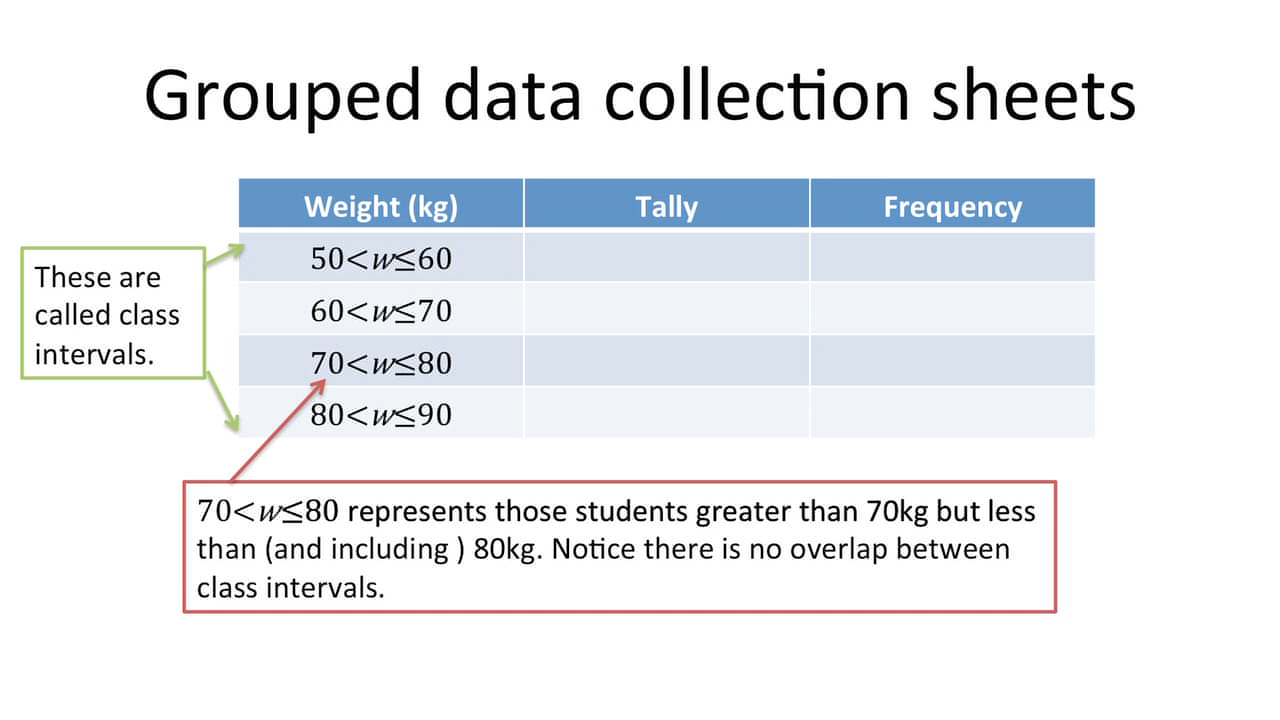 Grouped data collection sheets
Weight (kg) Tally Frequency
50<w≤60
60<w≤70
70<w≤80
80<w≤90
These are
called class
intervals.
70<w≤80 represents those students greater than 70kg but less
than (and including ) 80kg. Notice there is no overlap between
class intervals.